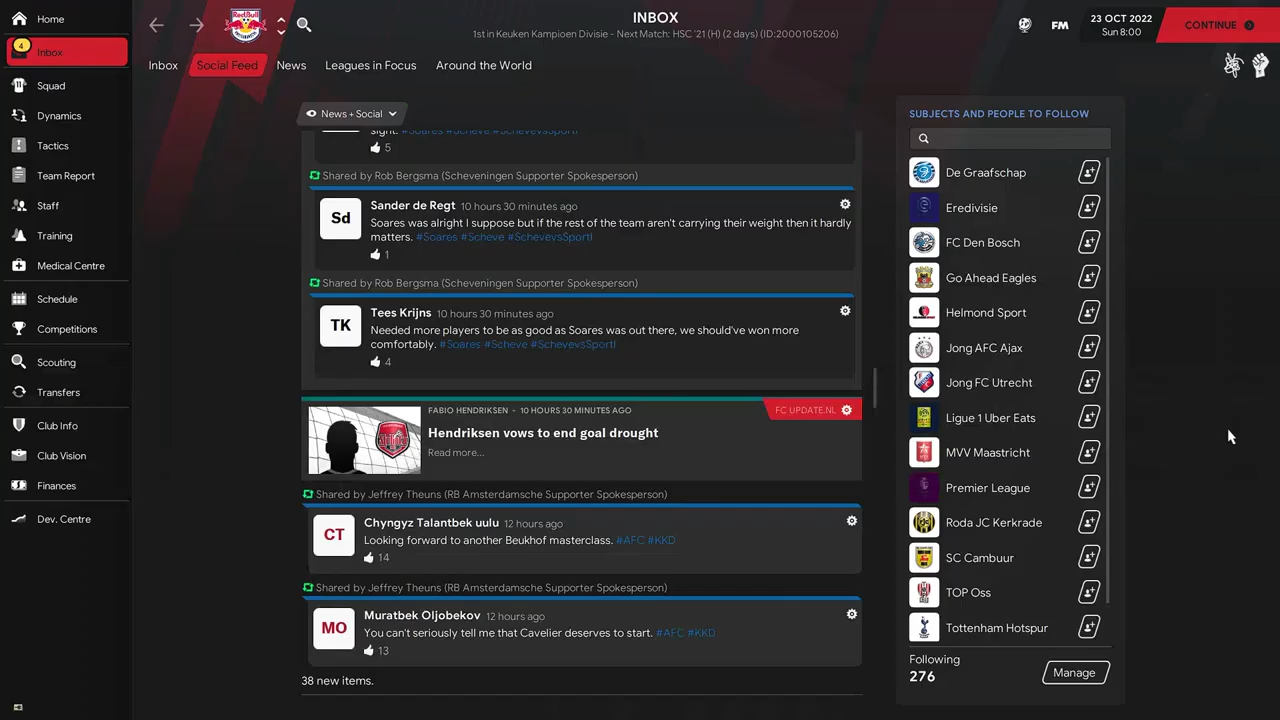 Home
INBOX
1st in Keuken Kampioen Divisie - Next Match: HSC '21 (H) (2 days) (ID:2000105206)
FM
23 OCT 2022
Sun 8:00
CONTINUE
4
Inbox
Squad
Dynamics
Tactics
Team Report
Staff
Training
Medical Centre
Schedule
Competitions
Scouting
Transfers
Club Info
Club Vision
Finances
Dev. Centre
Inbox
Social Feed
News
Leagues in Focus
Around the World
News + Social
sight. #Soares #Scheve #SchevevsSportl
5
Shared by Rob Bergsma (Scheveningen Supporter Spokesperson)
Sd
Sander de Regt 10 hours 30 minutes ago
Soares was alright I suppose but if the rest of the team aren't carrying their weight then it hardly
matters. #Soares #Scheve #SchevevsSportl
1
Shared by Rob Bergsma (Scheveningen Supporter Spokesperson)
TK
Tees Krijns 10 hours 30 minutes ago
Needed more players to be as good as Soares was out there, we should've won more
comfortably. #Soares #Scheve #SchevevsSportl
4
FABIO HENDRIKSEN - 10 HOURS 30 MINUTES AGO
FC UPDATE.NL
Hendriksen vows to end goal drought
Read more...
Shared by Jeffrey Theuns (RB Amsterdamsche Supporter Spokesperson)
CT
Chyngyz Talantbek uulu 12 hours ago
Looking forward to another Beukhof masterclass. #AFC #KKD
14
Shared by Jeffrey Theuns (RB Amsterdamsche Supporter Spokesperson)
MO
Muratbek Oljobekov 12 hours ago
You can't seriously tell me that Cavelier deserves to start. #AFC #KKD
13
38 new items.
SUBJECTS AND PEOPLE TO FOLLOW
De Graafschap
Eredivisie
FC Den Bosch
Go Ahead Eagles
Helmond Sport
Jong AFC Ajax
Jong FC Utrecht
Ligue 1 Uber Eats
MVV Maastricht
Premier League
Roda JC Kerkrade
SC Cambuur
TOP Oss
Tottenham Hotspur
Following
276
Manage